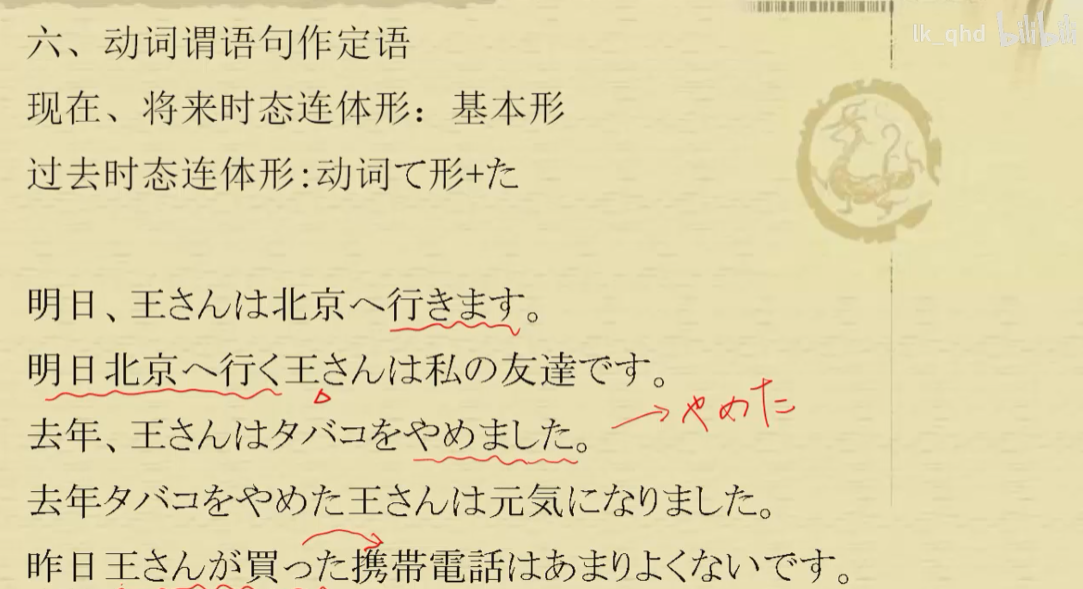 lk_qhd bilibili
六、动词谓语句作定语
现在、将来时态连体形：基本形
过去时态连体形:动词て形+た
明日、王さんは北京へ行きます。
明日北京へ行く王さんは私の友達です。
去年、王さんはタバコをやめました。 → やめた
去年タバコをやめた王さんは元気になりました。
昨日王さんが買った携帯電話はあまりよくないです。